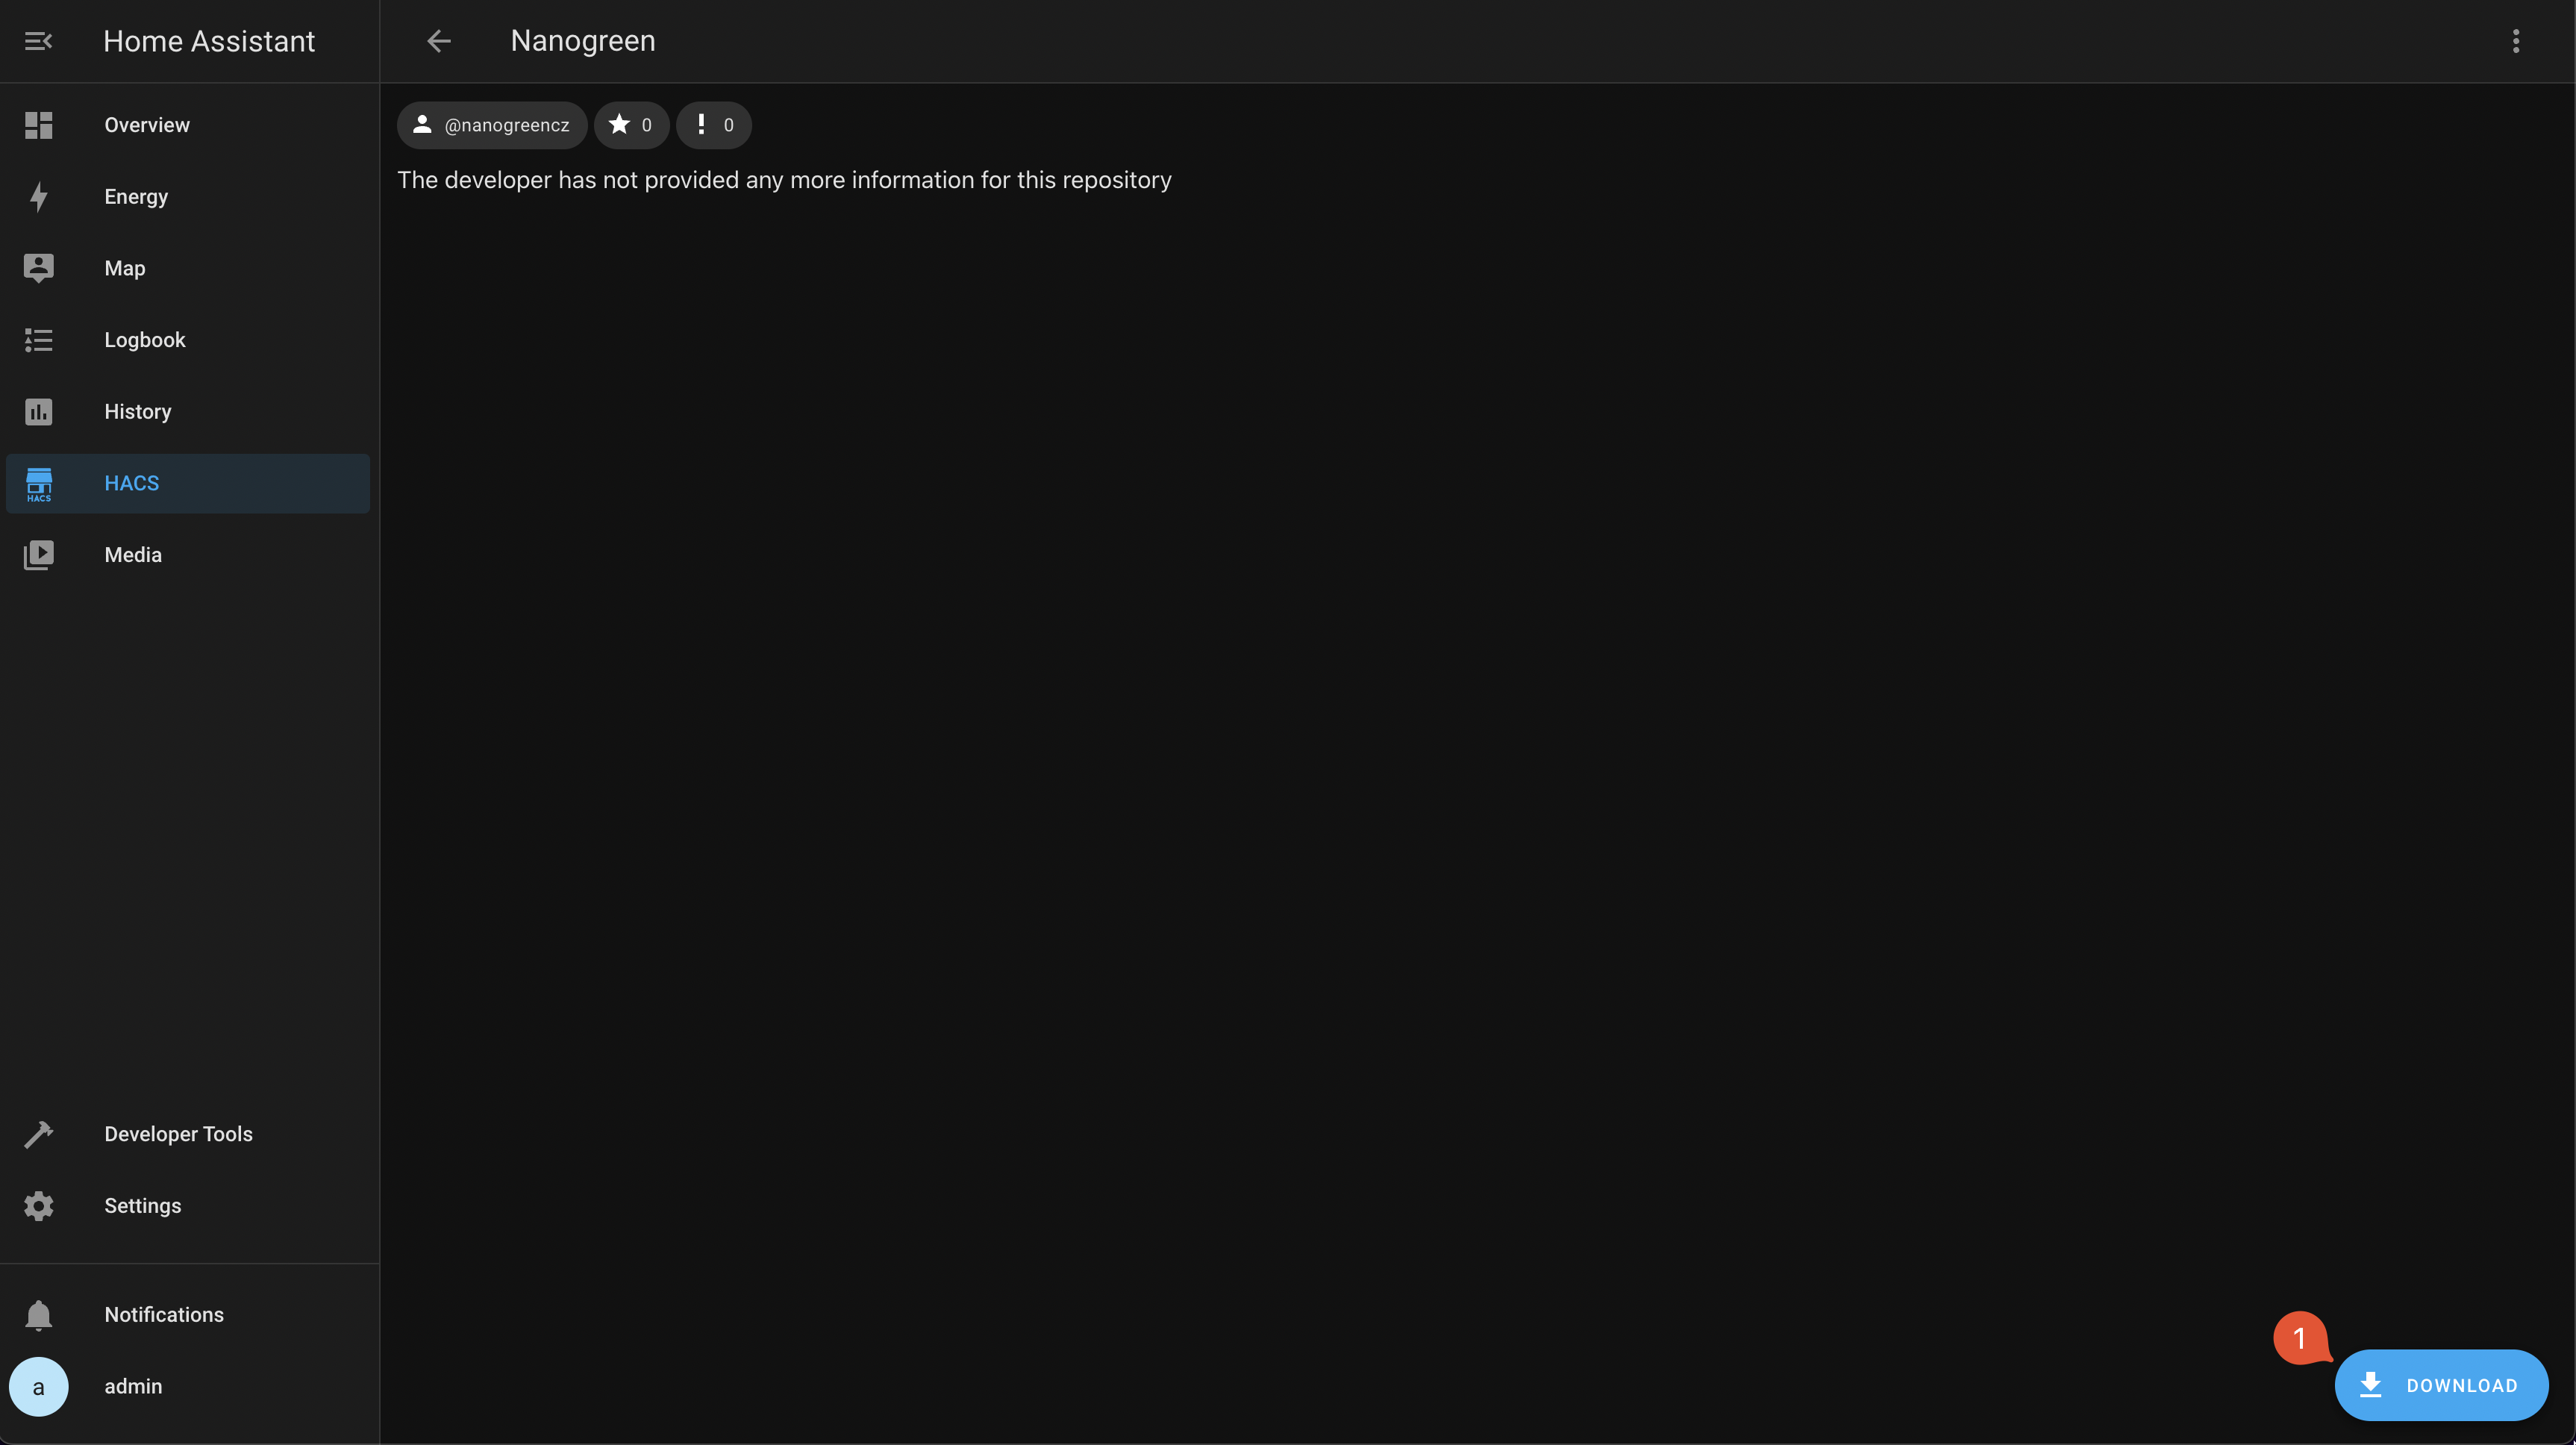 Home Assistant
Overview
Energy
Map
Logbook
History
HACS
HACS
Media
Developer Tools
Settings
Notifications
a
admin
Nanogreen
@nanogreencz
0
0
The developer has not provided any more information for this repository
1
DOWNLOAD